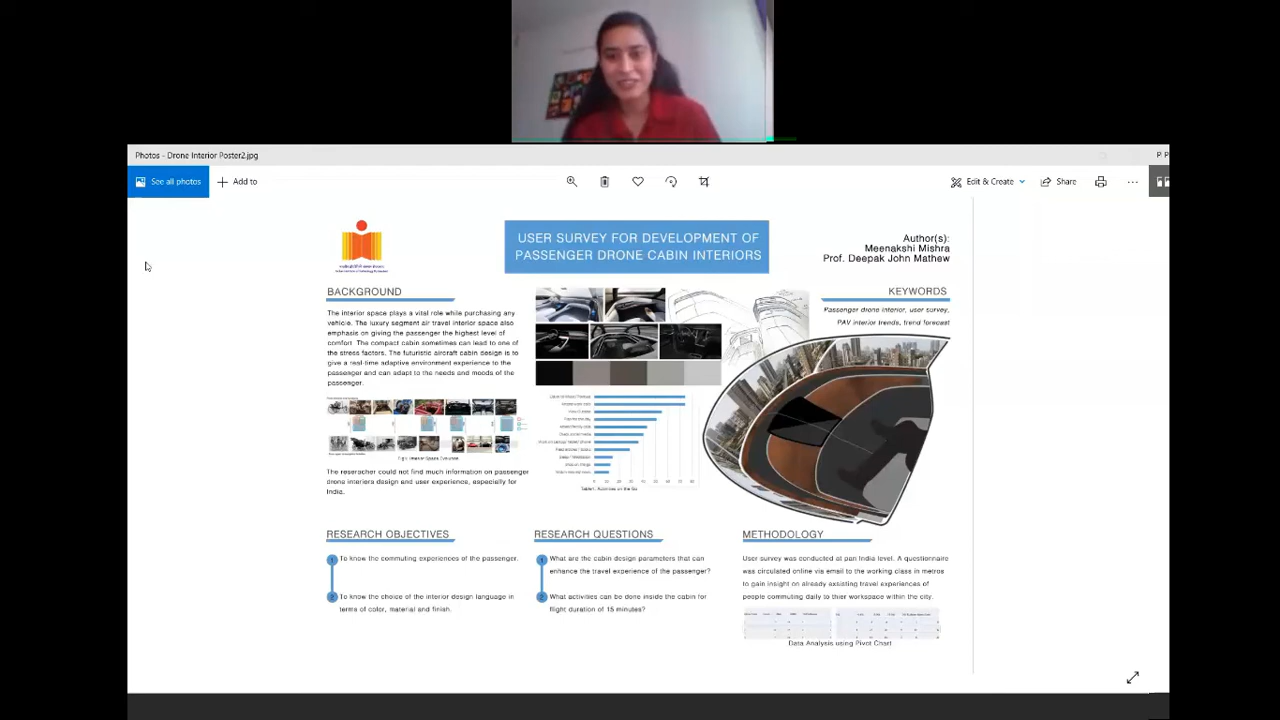 Photos - Drone Interior Poster2.jpg
See all photos
Add to
Edit & Create
Share
USER SURVEY FOR DEVELOPMENT OF
PASSENGER DRONE CABIN INTERIORS
Author(s):
Meenakshi Mishra
Prof. Deepak John Mathew
BACKGROUND
The interior space plays a vital role while purchasing any
vehicle. The luxury segment air travel interior space also
emphasis on giving the passenger the highest level of
comfort. The compact cabin sometimes can lead to one of
the stress factors. The futuristic aircraft cabin design is to
give a real-time adaptive environment experience to the
passenger and can adapt to the needs and moods of the
passenger.
The reseracher could not find much information on passenger
drone interiors design and user experience, especially for
India.
KEYWORDS
Passenger drone interior, user survey,
PAV interior trends, trend forecast
RESEARCH OBJECTIVES
1 To know the commuting experiences of the passenger.
2 To know the choice of the interior design language in
terms of color, material and finish.
RESEARCH QUESTIONS
1 What are the cabin design parameters that can
enhance the travel experience of the passenger?
2 What activities can be done inside the cabin for
flight duration of 15 minutes?
METHODOLOGY
User survey was conducted at pan India level. A questionnaire
was circulated online via email to the working class in metros
to gain insight on already exsisting travel experiences of
people commuting daily to thier workspace within the city.
Data Analysis using Pivot Chart